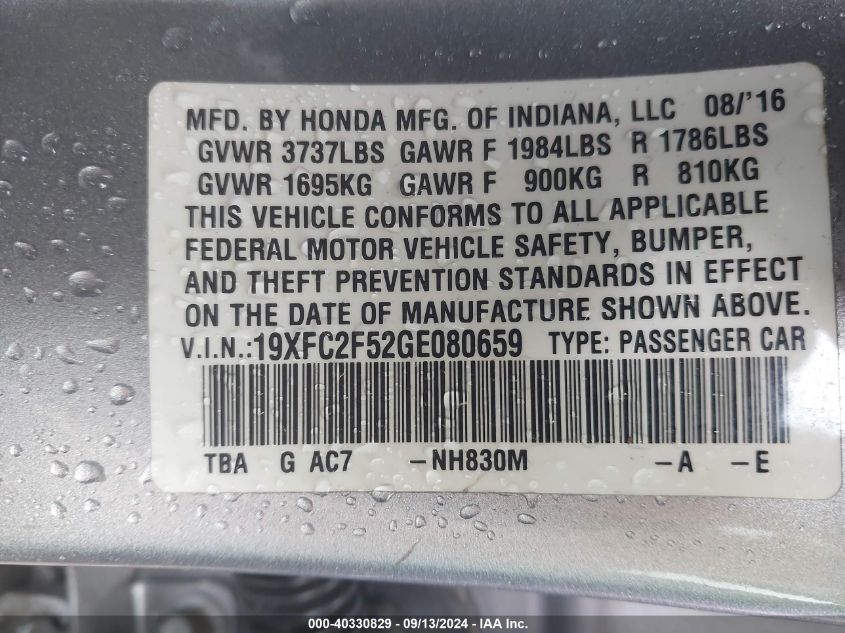 MFD. BY HONDA MFG. OF INDIANA, LLC 08/'16
GVWR 3737LBS GAWR F 1984LBS R 1786LBS
GVWR 1695KG GAWR F 900KG R 810KG
THIS VEHICLE CONFORMS TO ALL APPLICABLE
FEDERAL MOTOR VEHICLE SAFETY, BUMPER,
AND THEFT PREVENTION STANDARDS IN EFFECT
ON THE DATE OF MANUFACTURE SHOWN ABOVE.
V.I.N.:19XFC2F52GE080659 TYPE: PASSENGER CAR
TBA G AC7 -NH830M -A -E
000-40330829 - 09/13/2024 - IAA Inc.